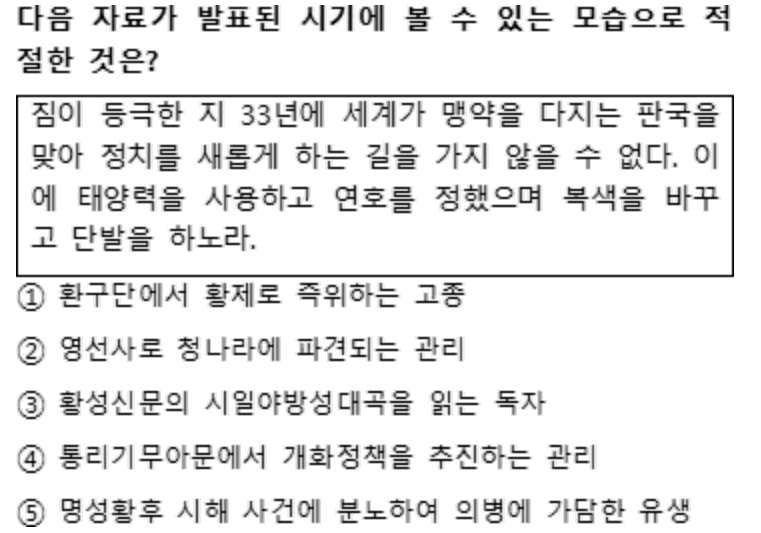 다음 자료가 발표된 시기에 볼 수 있는 모습으로 적
절한 것은?
짐이 등극한 지 33년에 세계가 맹약을 다지는 판국을
맞아 정치를 새롭게 하는 길을 가지 않을 수 없다. 이
에 태양력을 사용하고 연호를 정했으며 복색을 바꾸
고 단발을 하노라.
① 환구단에서 황제로 즉위하는 고종
② 영선사로 청나라에 파견되는 관리
③ 황성신문의 시일야방성대곡을 읽는 독자
④ 통리기무아문에서 개화정책을 추진하는 관리
⑤ 명성황후 시해 사건에 분노하여 의병에 가담한 유생